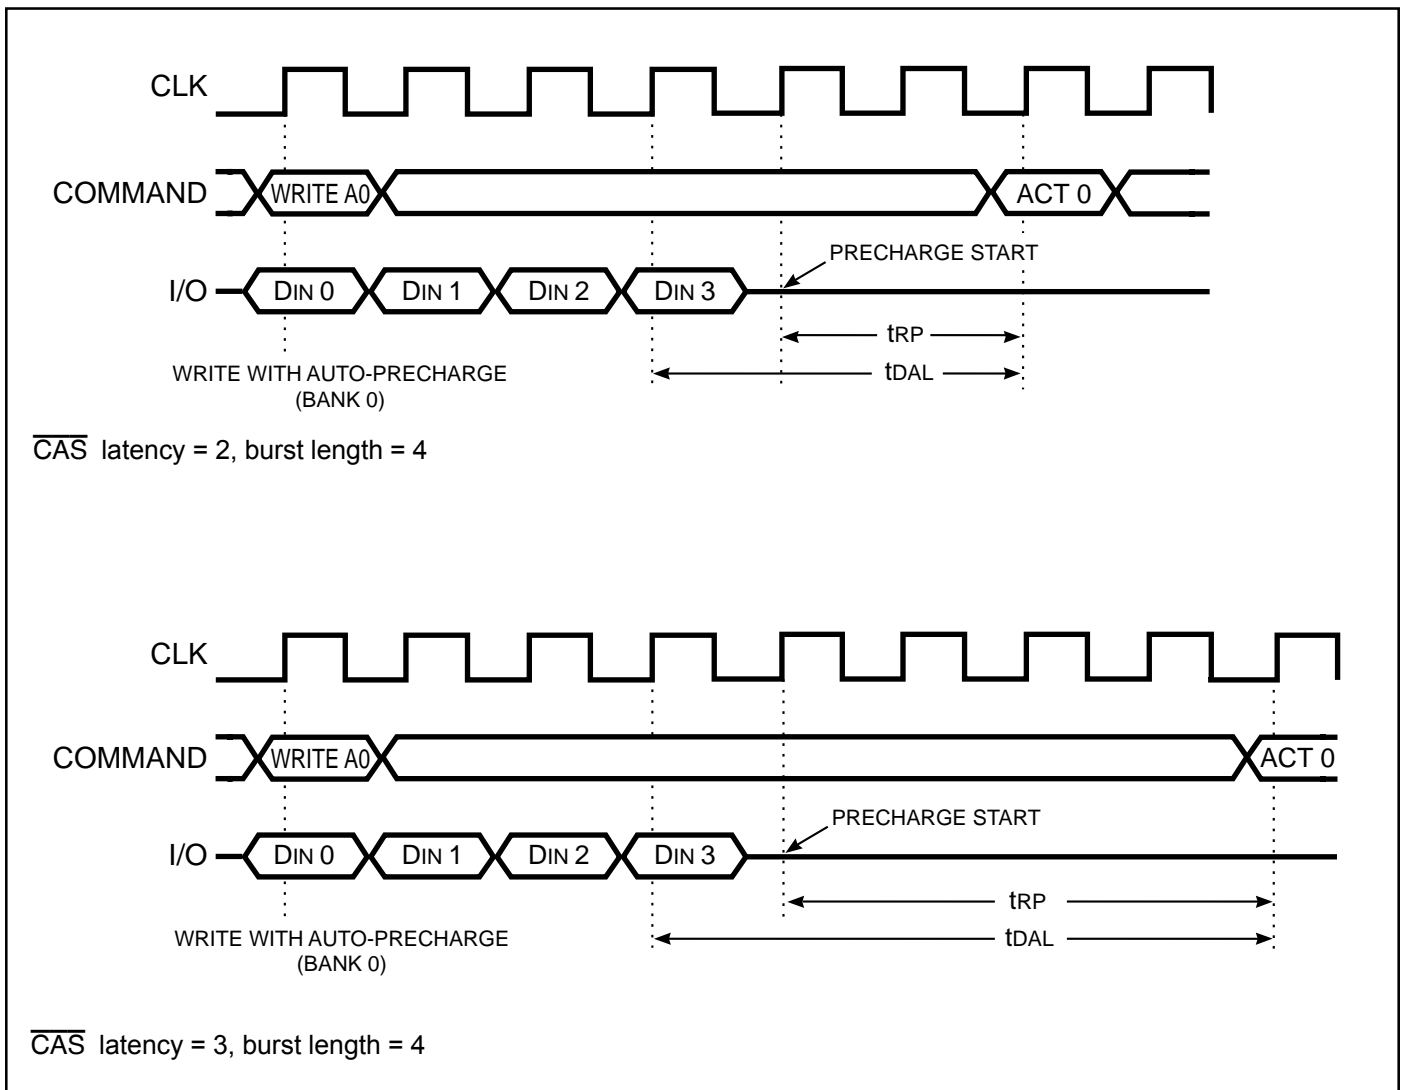 CLK
COMMAND WRITE A0 ACT 0
I/O DIN 0 DIN 1 DIN 2 DIN 3 PRECHARGE START
tRP
tDAL
WRITE WITH AUTO-PRECHARGE
(BANK 0)
CAS latency = 2, burst length = 4
CLK
COMMAND WRITE A0 ACT 0
I/O DIN 0 DIN 1 DIN 2 DIN 3 PRECHARGE START
tRP
tDAL
WRITE WITH AUTO-PRECHARGE
(BANK 0)
CAS latency = 3, burst length = 4